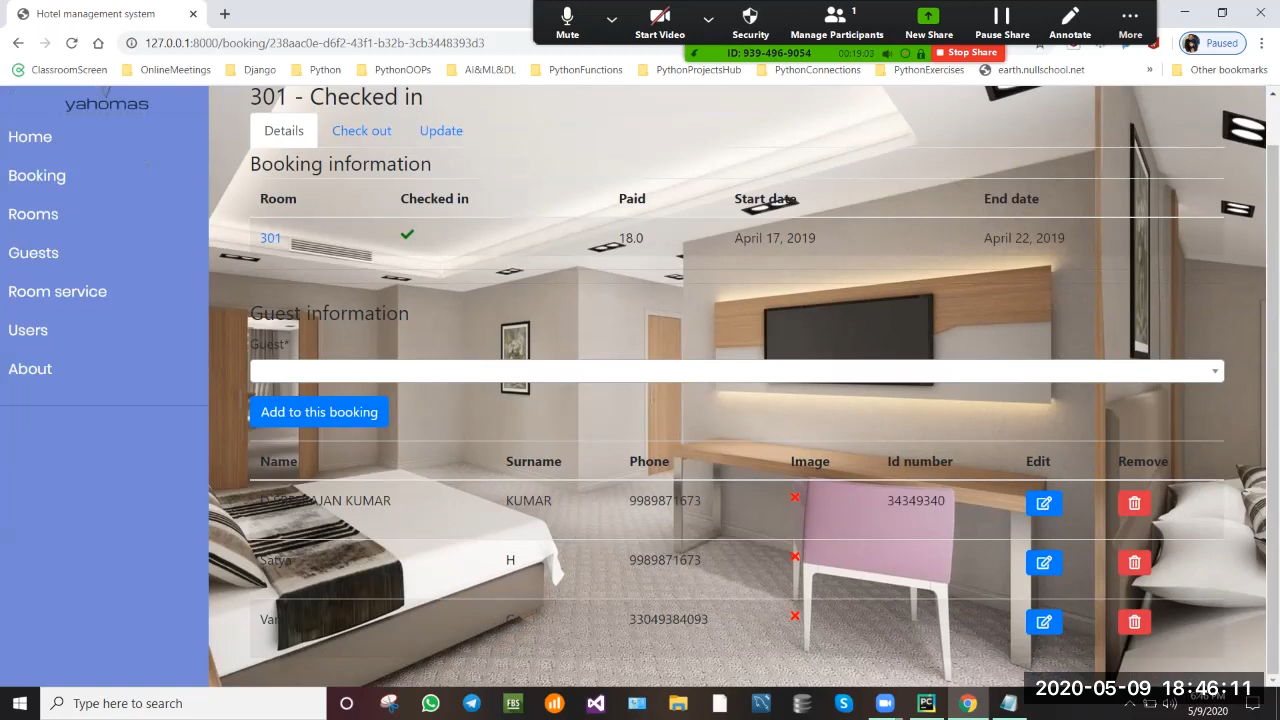 Hotel management system
Mute
Start Video
Security
Manage Participants
1
New Share
Pause Share
Annotate
More
127.0.0.1:8000/booking/238aac0e-d6f2-43f1-b32b-3cb3448393d3
ID: 939-496-9054
00:19:03
Stop Share
Paused
ClassroomScreen
OnlineMeetings
Django
Python
PythonOOPs
AI&ML&DL
PythonFunctions
PythonProjectsHub
PythonConnections
PythonExercises
earth.nullschool.net
»
Other bookmarks
yahomas
Home
Booking
Rooms
Guests
Room service
Users
About
301 - Checked in
Details Check out Update
Booking information
Room Checked in Paid Start date End date
301 18.0 April 17, 2019 April 22, 2019
Guest information
Guest*
Add to this booking
Name Surname Phone Image Id number Edit Remove
KUMAR KUMAR 9989871673 34349340
Satya H 9989871673
33049384093
Type here to search
2020-05-09 18:46:11
5/9/2020